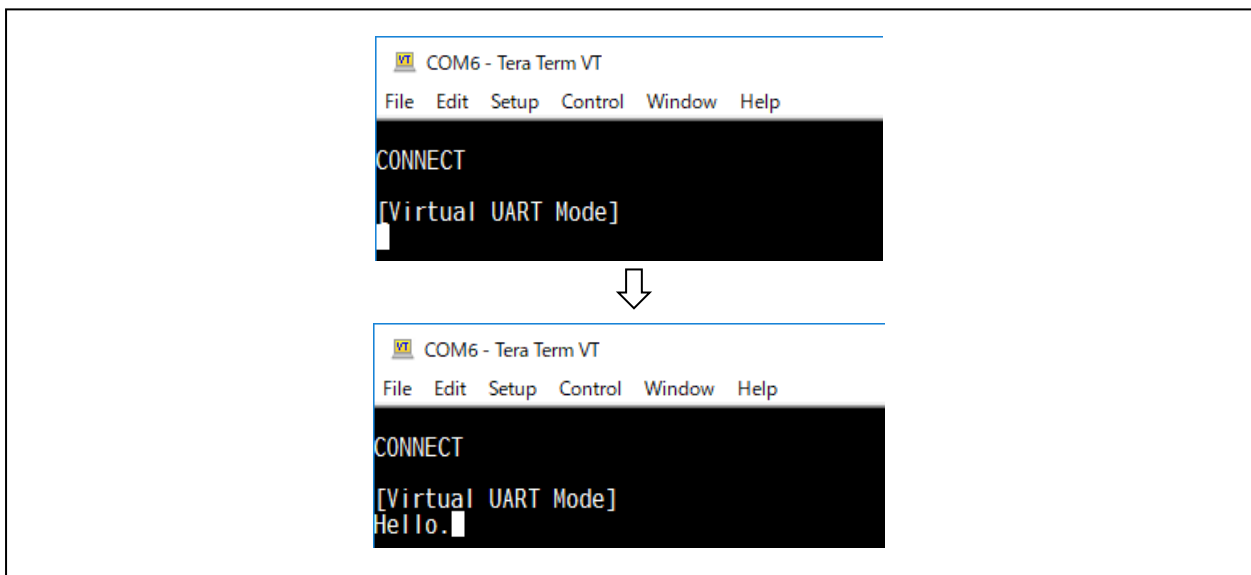 COM6 - Tera Term VT
File Edit Setup Control Window Help
CONNECT
[Virtual UART Mode]
COM6 - Tera Term VT
File Edit Setup Control Window Help
CONNECT
[Virtual UART Mode]
Hello.